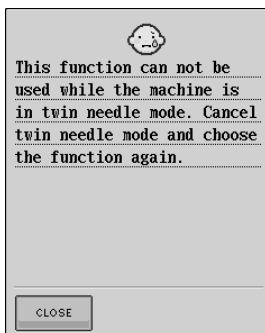 This function can not be
used while the machine is
in twin needle mode. Cancel
twin needle mode and choose
the function again.
CLOSE